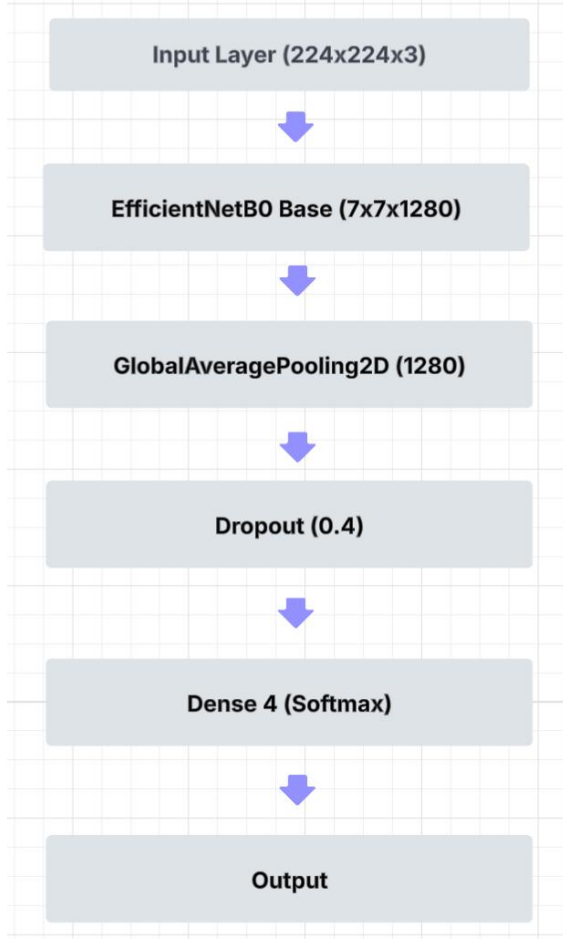 Input Layer (224x224x3)
EfficientNetB0 Base (7x7x1280)
GlobalAveragePooling2D (1280)
Dropout (0.4)
Dense 4 (Softmax)
Output